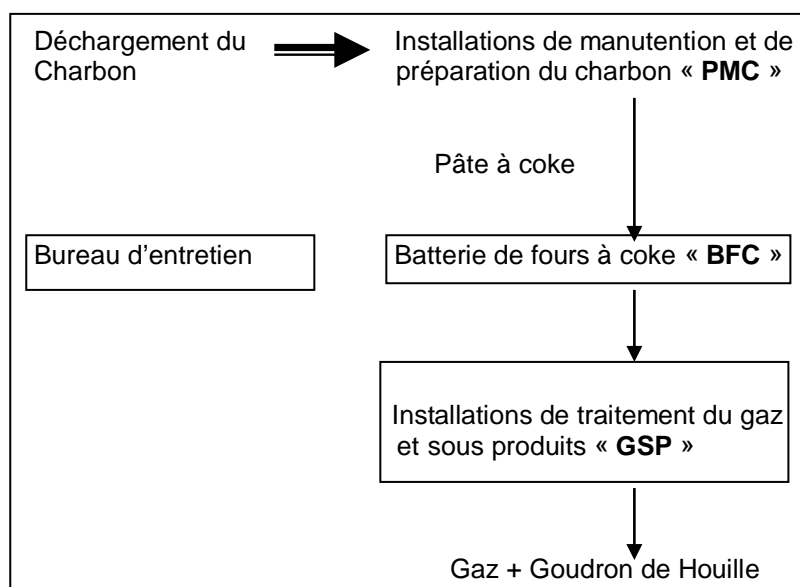 Déchargement du
Charbon
Installations de manutention et de
préparation du charbon « PMC »
Pâte à coke
Bureau d'entretien
Batterie de fours à coke « BFC »
Installations de traitement du gaz
et sous produits « GSP »
Gaz + Goudron de Houille